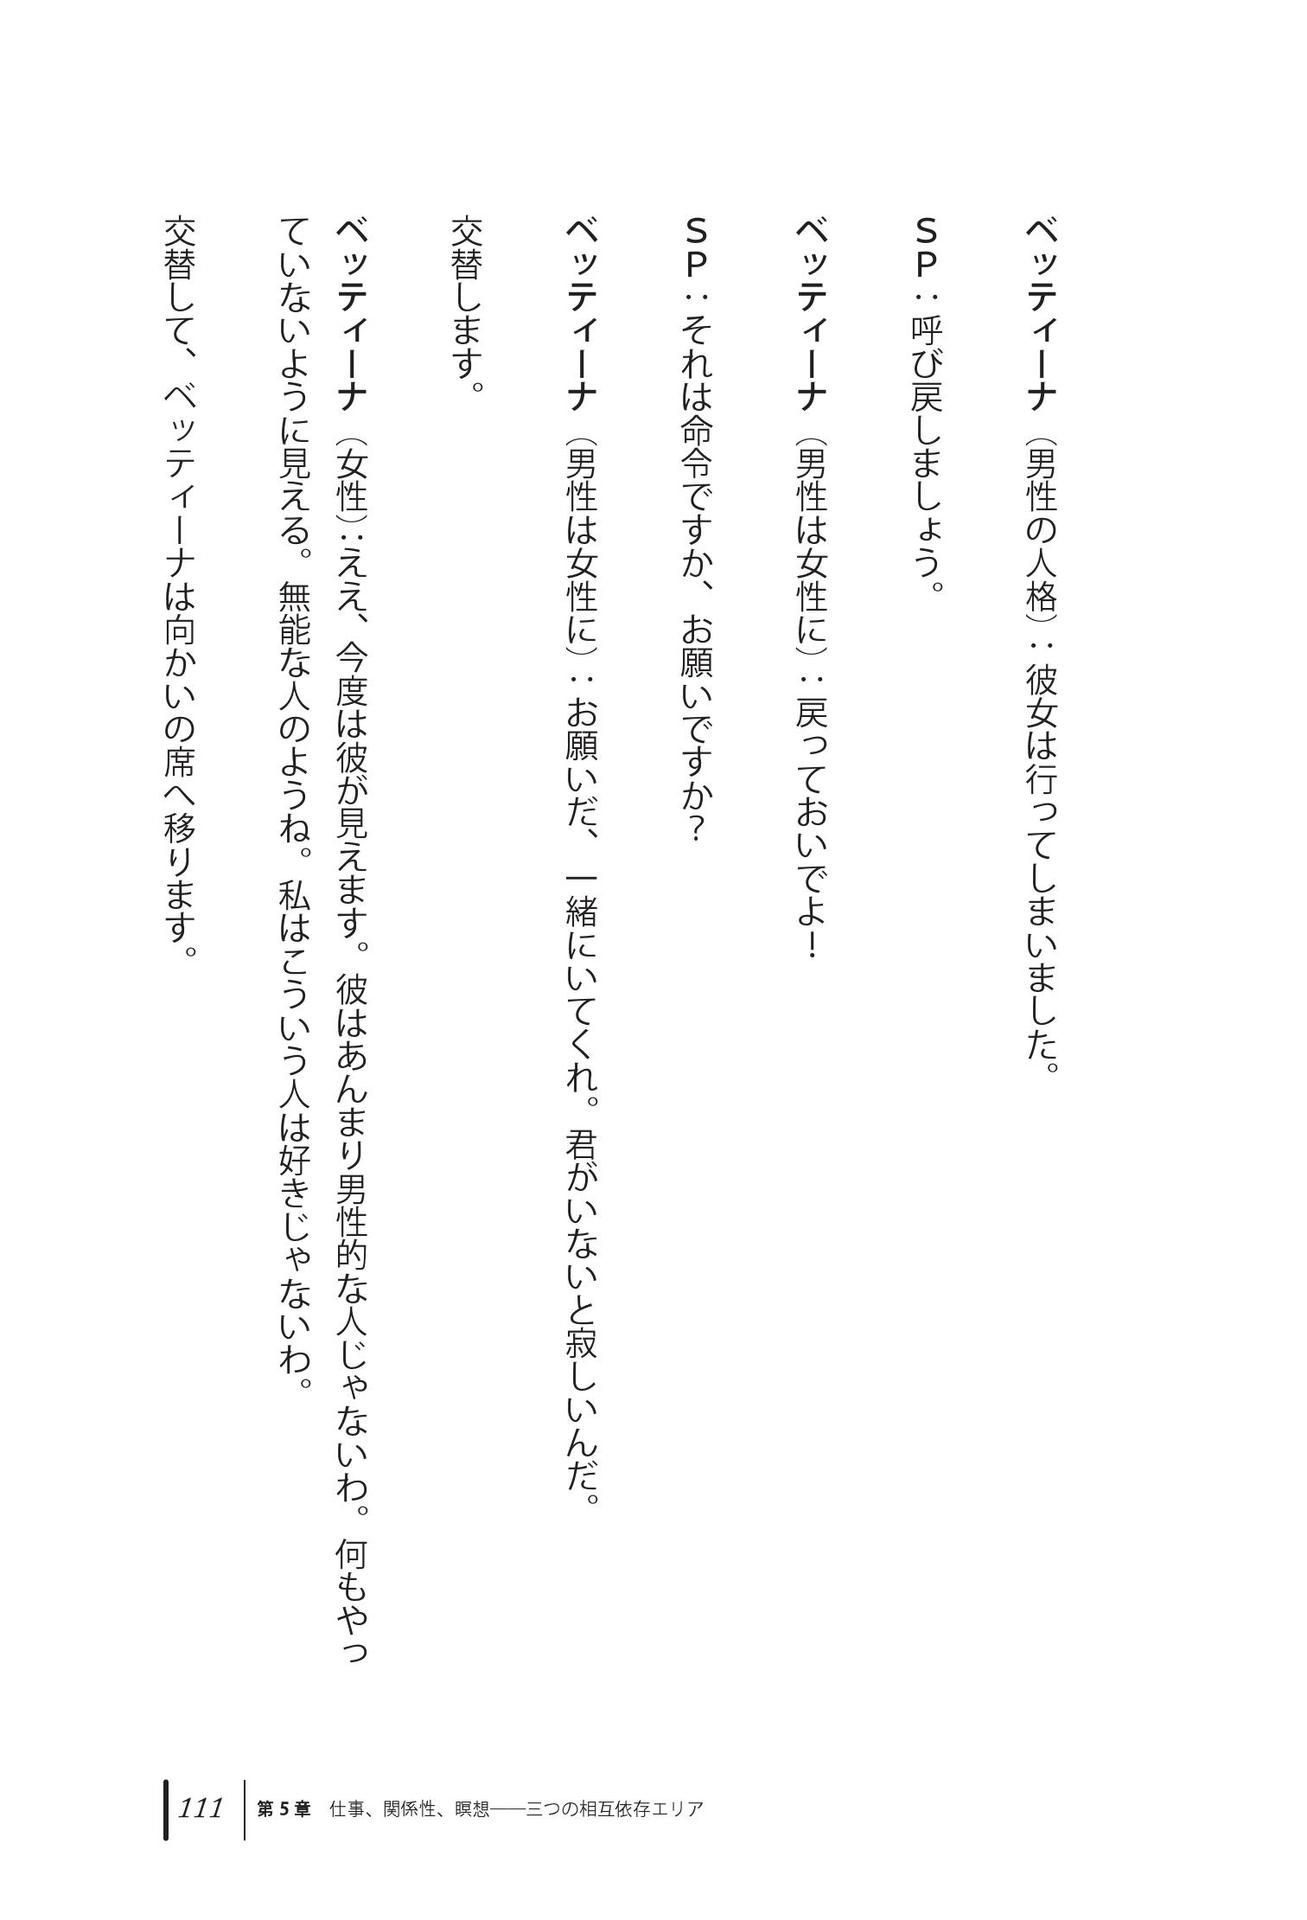 ベッティーナ（男性の人格）：彼女は行ってしまいました。
ＳＰ：呼び戻しましょう。
ベッティーナ（男性は女性に）：戻っておいでよ！
ＳＰ：それは命令ですか、お願いですか？
ベッティーナ（男性は女性に）：お願いだ、一緒にいてくれ。君がいないと寂しいんだ。
交替します。
ベッティーナ（女性）：ええ、今度は彼が見えます。彼はあんまり男性的な人じゃないわ。何もやっ
ていないように見える。無能な人のようね。私はこういう人は好きじゃないわ。
交替して、ベッティーナは向かいの席へ移ります。
111 第5章 仕事、関係性、瞑想──三つの相互依存エリア